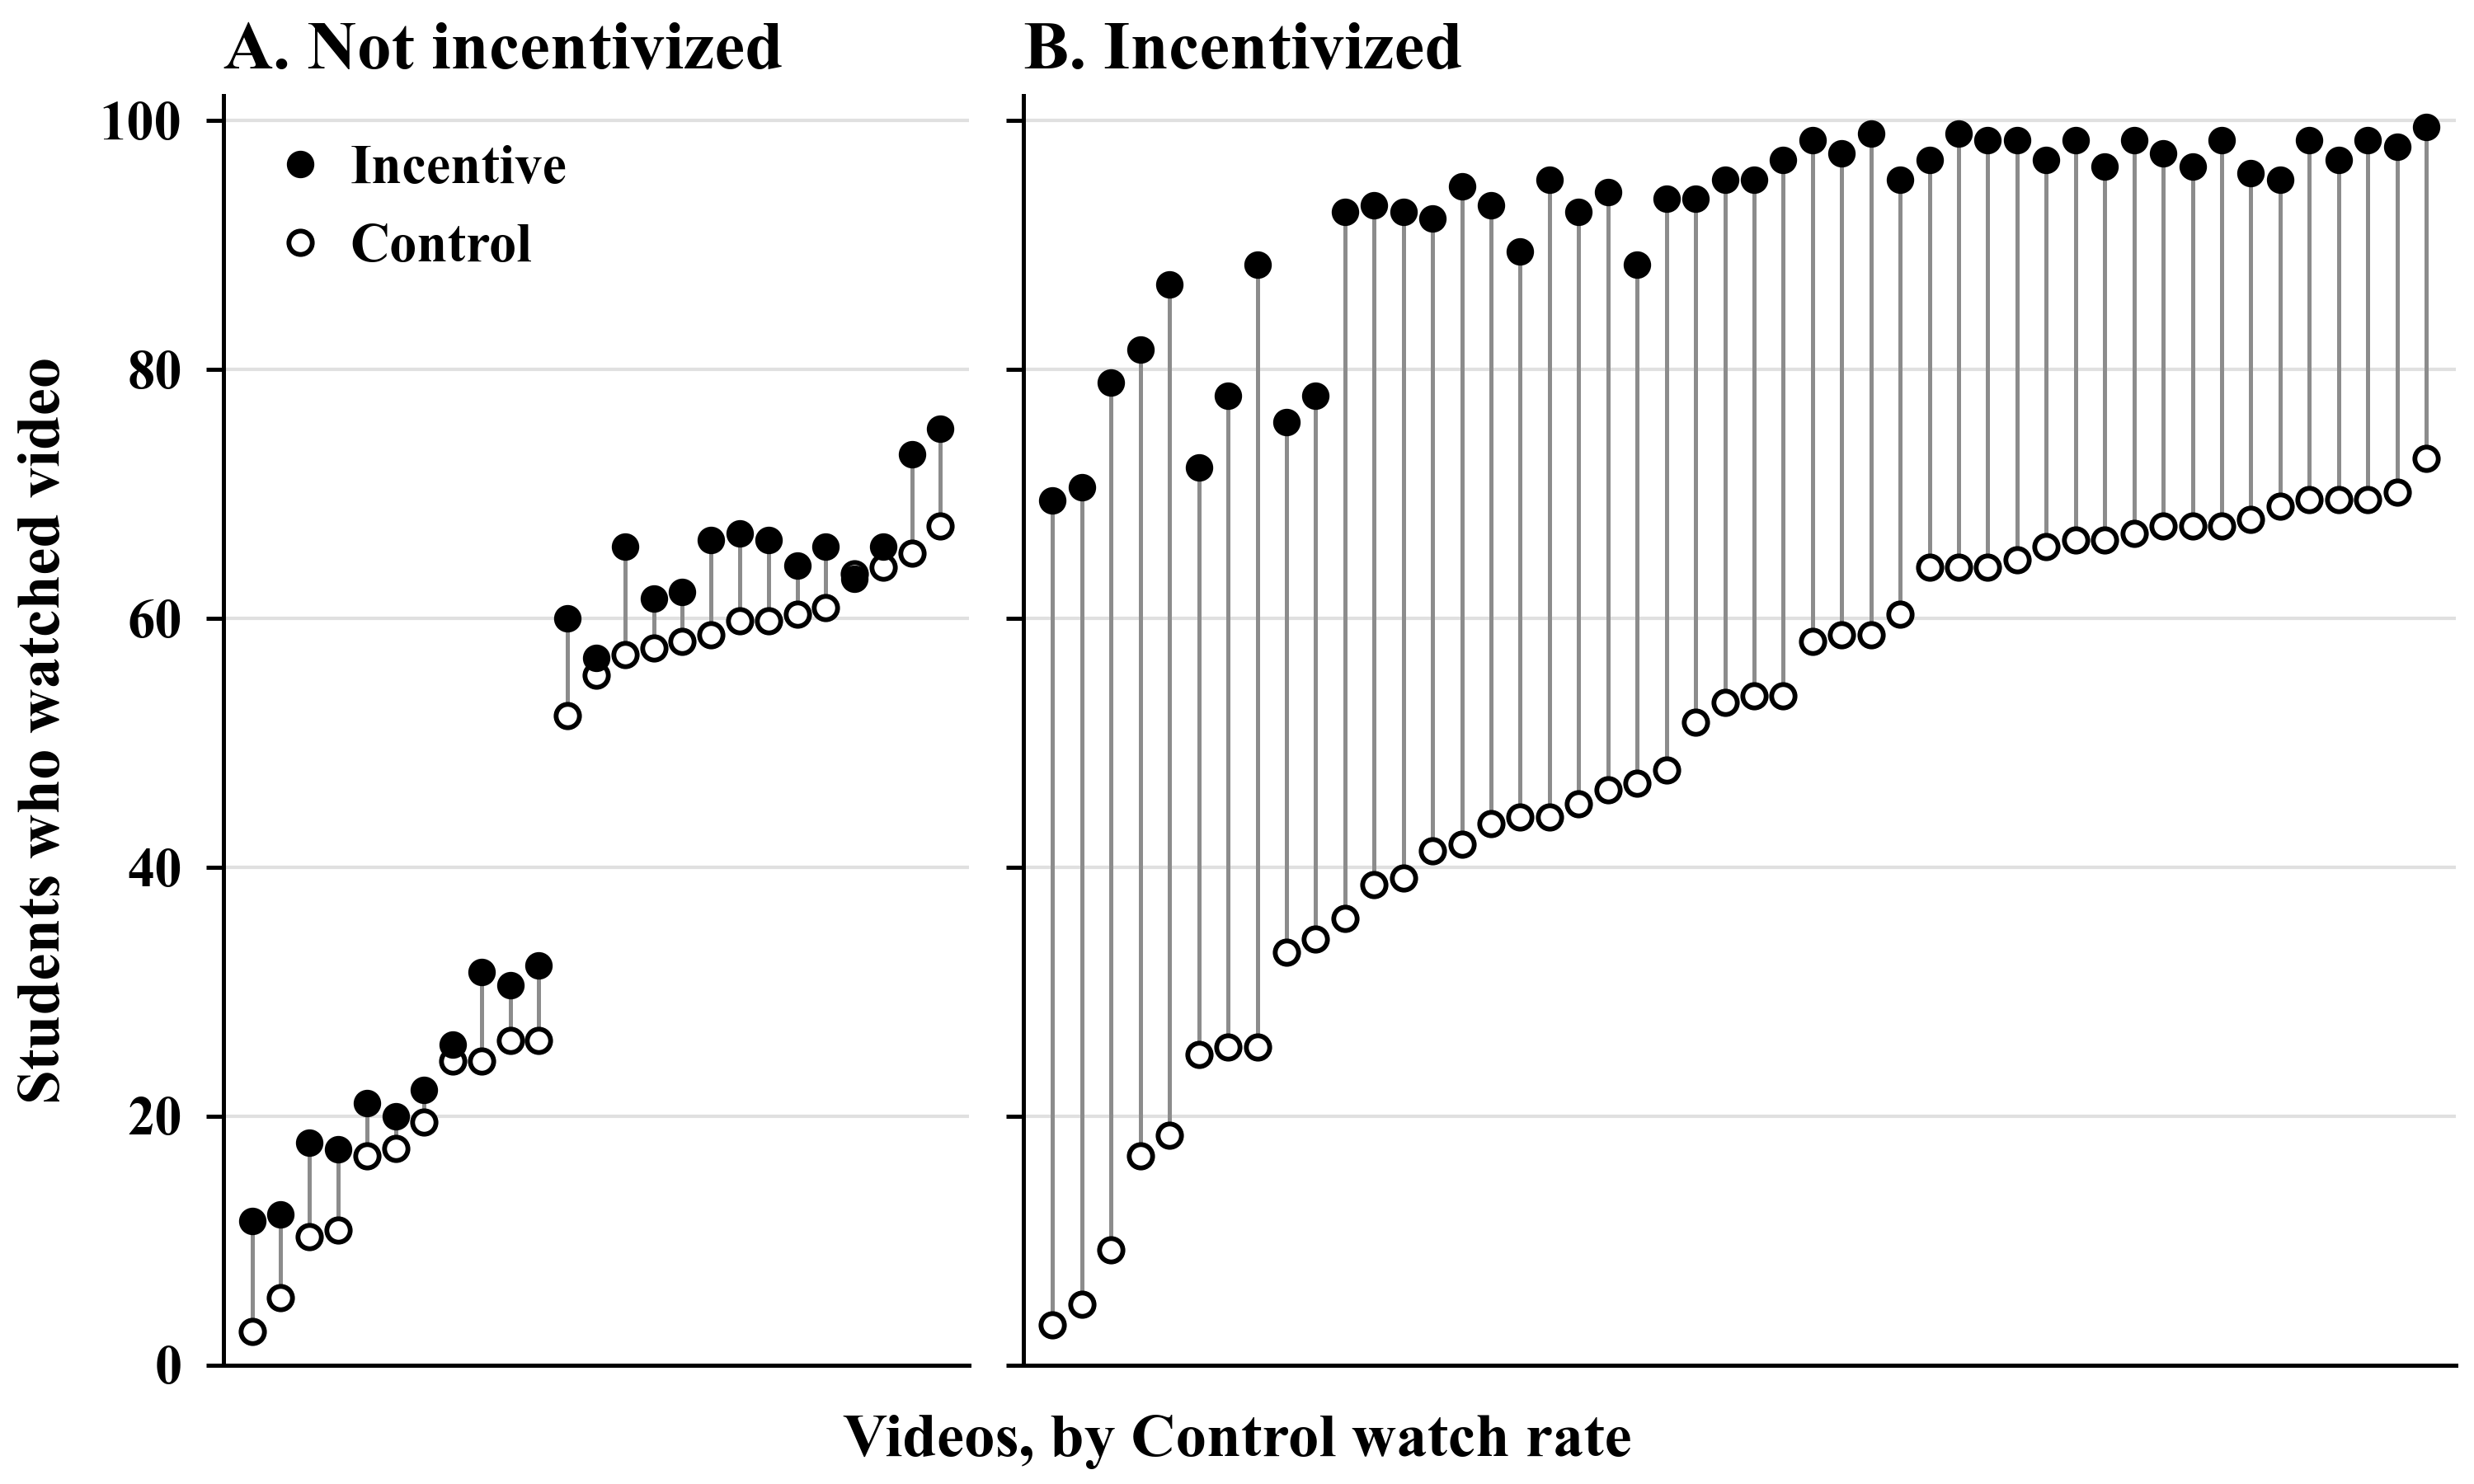 A. Not incentivized
B. Incentivized
100
80
60
40
20
0
Incentive
Control
Students who watched video
Videos, by Control watch rate